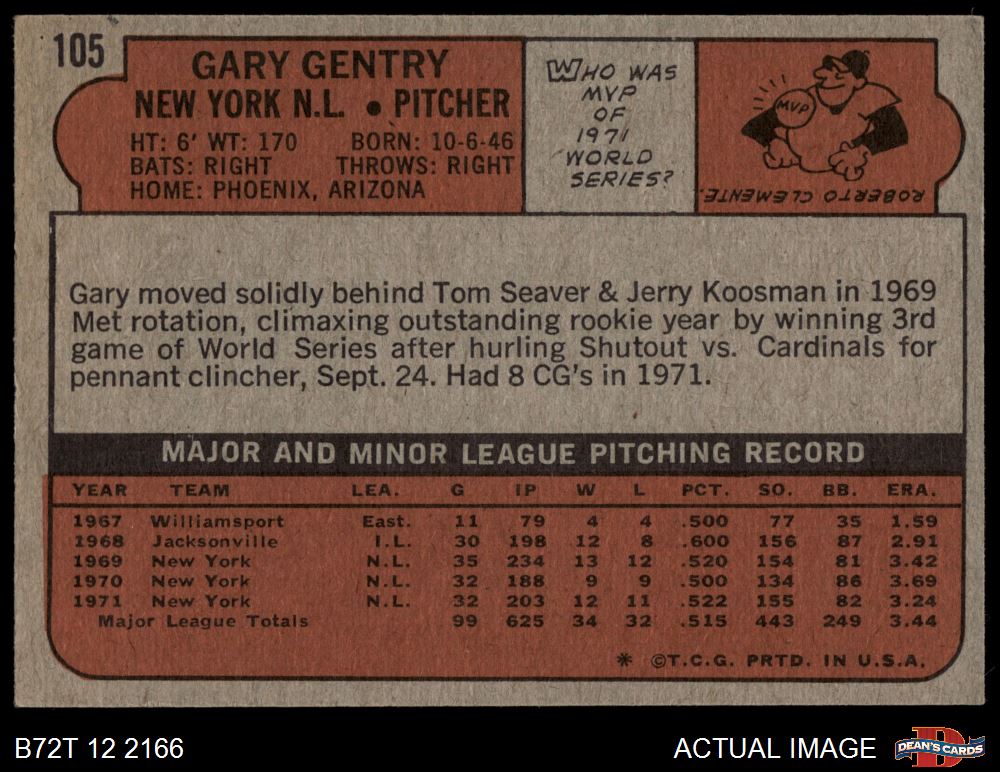 105
GARY GENTRY
NEW YORK N.L. • PITCHER
HT: 6' WT: 170 BORN: 10-6-46
BATS: RIGHT THROWS: RIGHT
HOME: PHOENIX, ARIZONA
WHO WAS
MVP
OF
1971
WORLD
SERIES?
MVP
ROBERTO CLEMENTE.
Gary moved solidly behind Tom Seaver & Jerry Koosman in 1969
Met rotation, climaxing outstanding rookie year by winning 3rd
game of World Series after hurling Shutout vs. Cardinals for
pennant clincher, Sept. 24. Had 8 CG's in 1971.
MAJOR AND MINOR LEAGUE PITCHING RECORD
YEAR TEAM LEA. G IP W L PCT. SO. BB. ERA.
1967 Williamsport East. 11 79 4 4 .500 77 35 1.59
1968 Jacksonville I.L. 30 198 12 8 .600 156 87 2.91
1969 New York N.L. 35 234 13 12 .520 154 81 3.42
1970 New York N.L. 32 188 9 9 .500 134 86 3.69
1971 New York N.L. 32 203 12 11 .522 155 82 3.24
Major League Totals 99 625 34 32 .515 443 249 3.44
* ©T.C.G. PRTD. IN U.S.A.
B72T 12 2166
ACTUAL IMAGE
D
DEAN'S CARDS